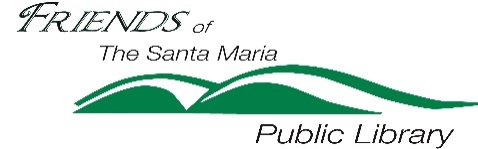 FRIENDS of
The Santa Maria
Public Library